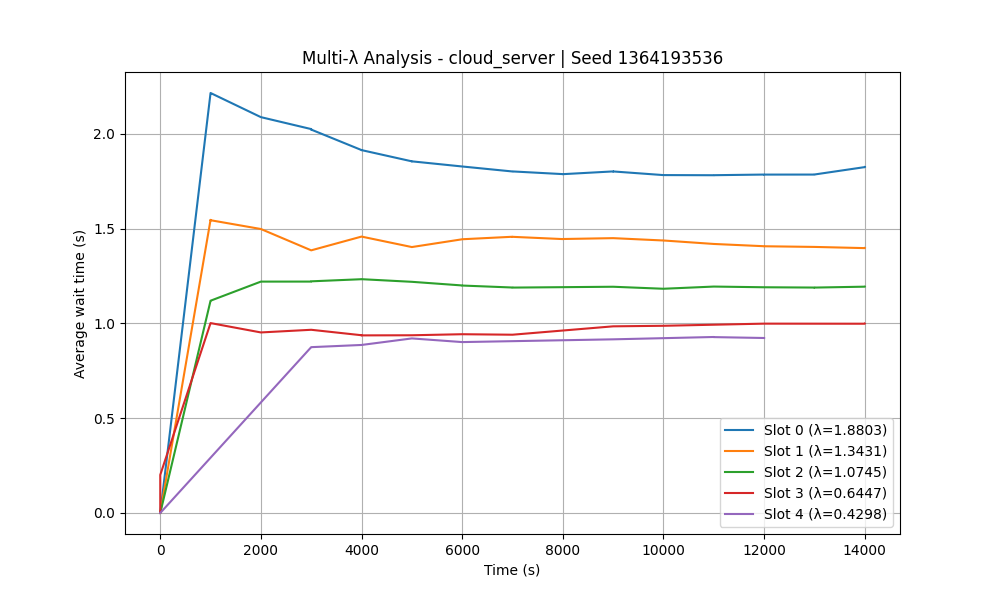 Multi-λ Analysis - cloud_server | Seed 1364193536
Average wait time (s)
2.0
1.5
1.0
0.5
0.0
Slot 0 (λ=1.8803)
Slot 1 (λ=1.3431)
Slot 2 (λ=1.0745)
Slot 3 (λ=0.6447)
Slot 4 (λ=0.4298)
0 2000 4000 6000 8000 10000 12000 14000
Time (s)